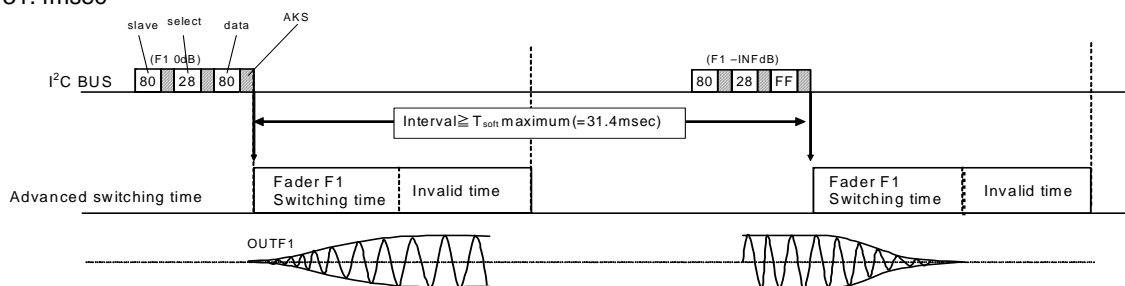 slave select data AKS
(F1 0dB) (F1 −INFdB)
I²C BUS 80 28 80 80 28 FF
Interval≧ Tsoft maximum(=31.4msec)
Fader F1 Invalid time Fader F1 Invalid time
Advanced switching time Switching time Switching time
OUTF1